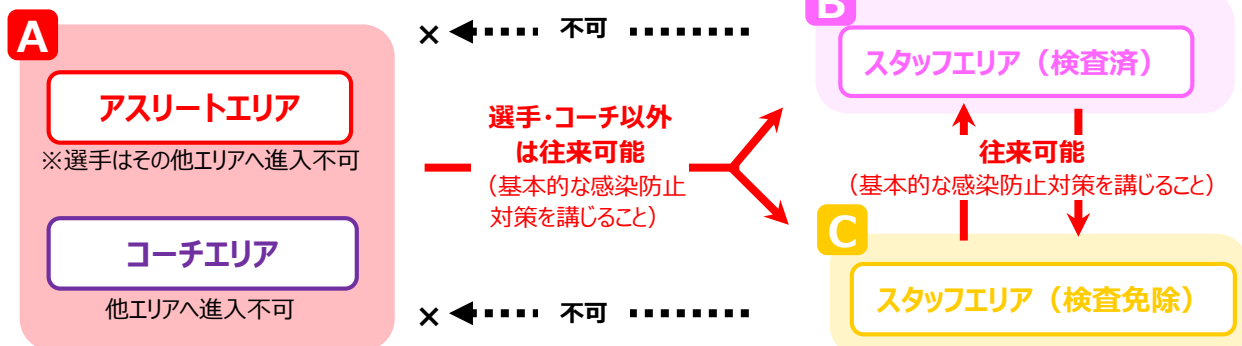 A
アスリートエリア
※選手はその他エリアへ進入不可
コーチエリア
他エリアへ進入不可
× 不可
選手・コーチ以外
は往来可能
（基本的な感染防止
対策を講じること）
× 不可
B
スタッフエリア（検査済）
往来可能
（基本的な感染防止対策を講じること）
C
スタッフエリア（検査免除）